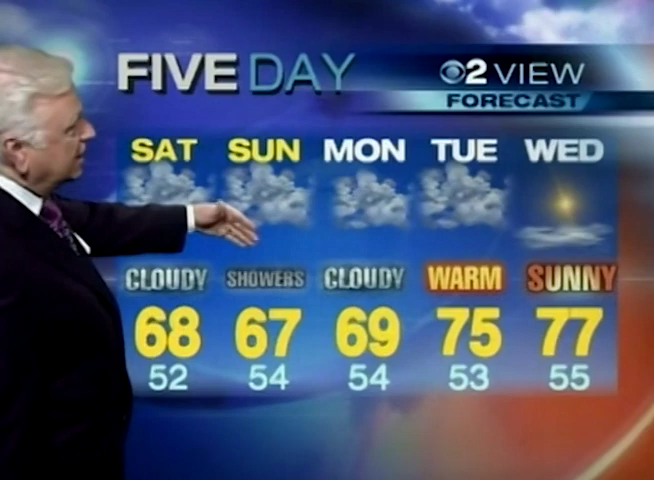 FIVE DAY
2 VIEW
FORECAST
SAT SUN MON TUE WED
CLOUDY SHOWERS CLOUDY WARM SUNNY
68 67 69 75 77
52 54 54 53 55